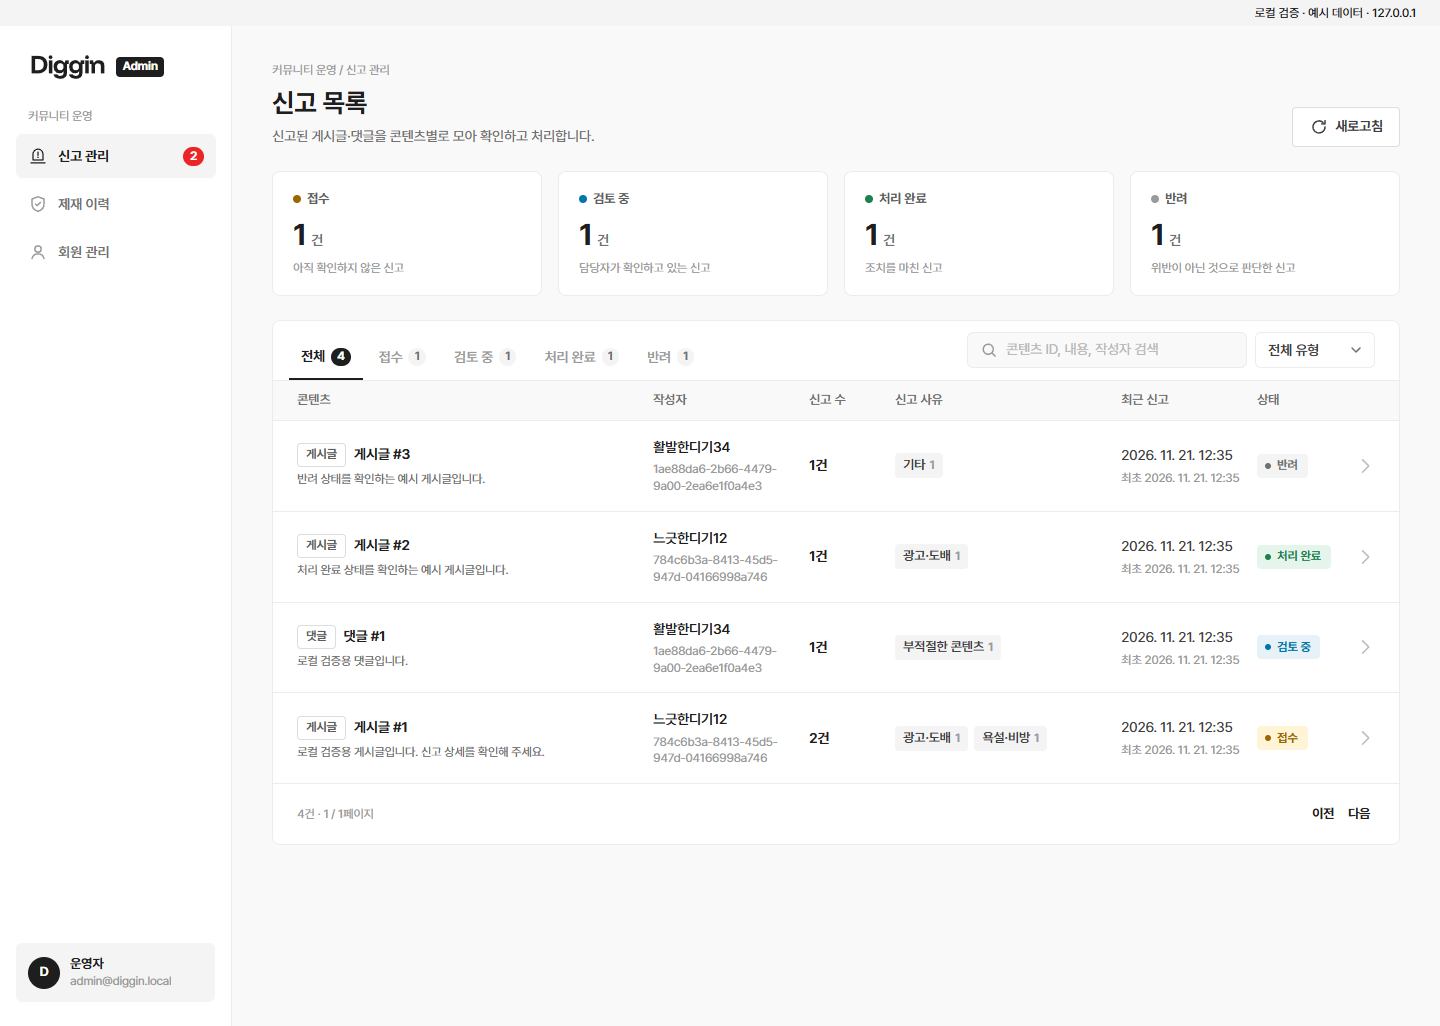 로컬 검증 · 예시 데이터 · 127.0.0.1
Diggin Admin
커뮤니티 운영
신고 관리 2
제재 이력
회원 관리
커뮤니티 운영 / 신고 관리
신고 목록
신고된 게시글·댓글을 콘텐츠별로 모아 확인하고 처리합니다.
새로고침
접수
1 건
아직 확인하지 않은 신고
검토 중
1 건
담당자가 확인하고 있는 신고
처리 완료
1 건
조치를 마친 신고
반려
1 건
위반이 아닌 것으로 판단한 신고
전체 4 접수 1 검토 중 1 처리 완료 1 반려 1
콘텐츠 ID, 내용, 작성자 검색
전체 유형
콘텐츠 작성자 신고 수 신고 사유 최근 신고 상태
게시글 게시글 #3
반려 상태를 확인하는 예시 게시글입니다.
활발한디기34
1ae88da6-2b66-4479-
9a00-2ea6e1f0a4e3
1건
기타 1
2026. 11. 21. 12:35
최초 2026. 11. 21. 12:35
반려
게시글 게시글 #2
처리 완료 상태를 확인하는 예시 게시글입니다.
느긋한디기12
784c6b3a-8413-45d5-
947d-04166998a746
1건
광고·도배 1
2026. 11. 21. 12:35
최초 2026. 11. 21. 12:35
처리 완료
댓글 댓글 #1
로컬 검증용 댓글입니다.
활발한디기34
1ae88da6-2b66-4479-
9a00-2ea6e1f0a4e3
1건
부적절한 콘텐츠 1
2026. 11. 21. 12:35
최초 2026. 11. 21. 12:35
검토 중
게시글 게시글 #1
로컬 검증용 게시글입니다. 신고 상세를 확인해 주세요.
느긋한디기12
784c6b3a-8413-45d5-
947d-04166998a746
2건
광고·도배 1 욕설·비방 1
2026. 11. 21. 12:35
최초 2026. 11. 21. 12:35
접수
4건 · 1 / 1페이지
이전 다음
D
운영자
admin@diggin.local